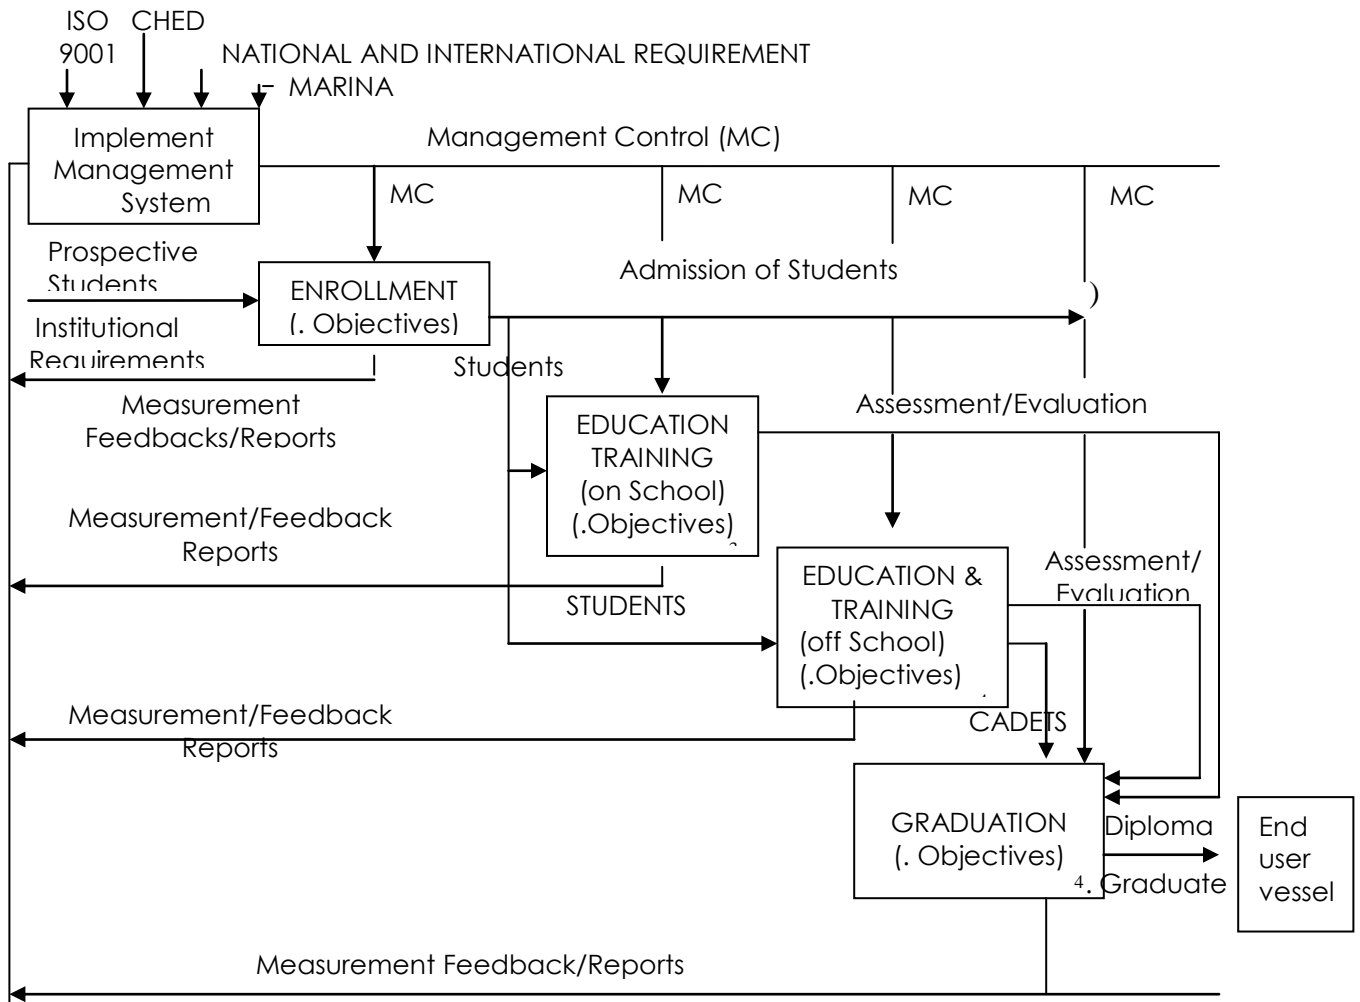 ISO CHED
9001 NATIONAL AND INTERNATIONAL REQUIREMENT
– MARINA
Implement
Management
System
Management Control (MC)
MC MC MC MC
Prospective
Students
Admission of Students
ENROLLMENT
(. Objectives)
)
Institutional
Requirements
Students
Measurement
Feedbacks/Reports
EDUCATION
TRAINING
(on School)
(.Objectives)
Assessment/Evaluation
Measurement/Feedback
Reports
STUDENTS
EDUCATION &
TRAINING
(off School)
(.Objectives)
Assessment/
Evaluation
Measurement/Feedback
Reports
CADETS
GRADUATION
(. Objectives)
Diploma
4. Graduate
End
user
vessel
Measurement Feedback/Reports